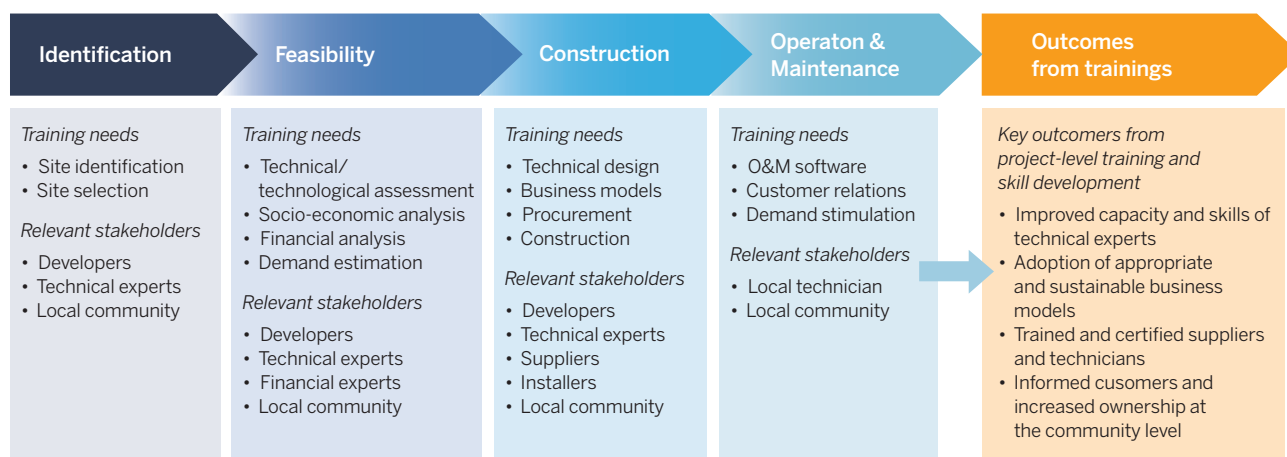 Identification
Feasibility
Construction
Operaton &
Maintenance
Outcomes
from trainings
Training needs
• Site identification
• Site selection
Relevant stakeholders
• Developers
• Technical experts
• Local community
Training needs
• Technical/
technological assessment
• Socio-economic analysis
• Financial analysis
• Demand estimation
Relevant stakeholders
• Developers
• Technical experts
• Financial experts
• Local community
Training needs
• Technical design
• Business models
• Procurement
• Construction
Relevant stakeholders
• Developers
• Technical experts
• Suppliers
• Installers
• Local community
Training needs
• O&M software
• Customer relations
• Demand stimulation
Relevant stakeholders
• Local technician
• Local community
Key outcomers from
project-level training and
skill development
• Improved capacity and skills of
technical experts
• Adoption of appropriate
and sustainable business
models
• Trained and certified suppliers
and technicians
• Informed cusomers and
increased ownership at
the community level